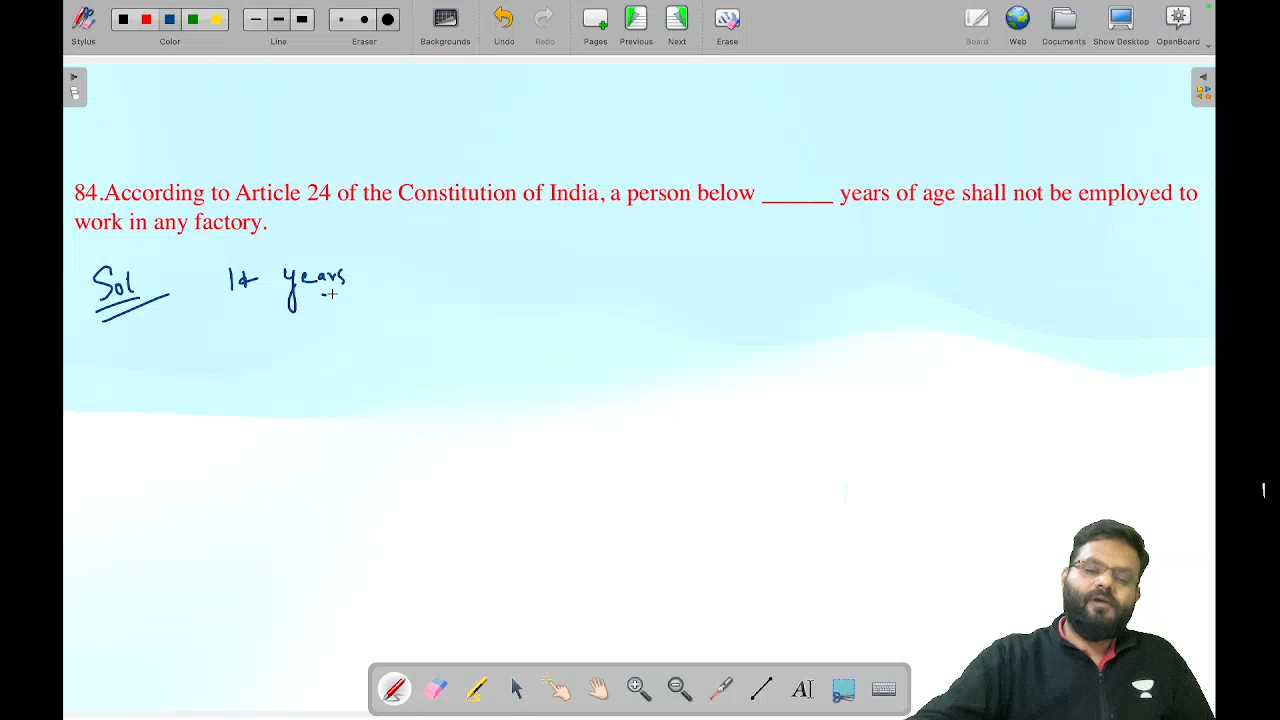 Stylus
Color
Line
Eraser
Backgrounds
Undo
Redo
Pages
Previous
Next
Erase
Board
Web
Documents
Show Desktop
OpenBoard
84.According to Article 24 of the Constitution of India, a person below ______ years of age shall not be employed to
work in any factory.
Sol 14 years